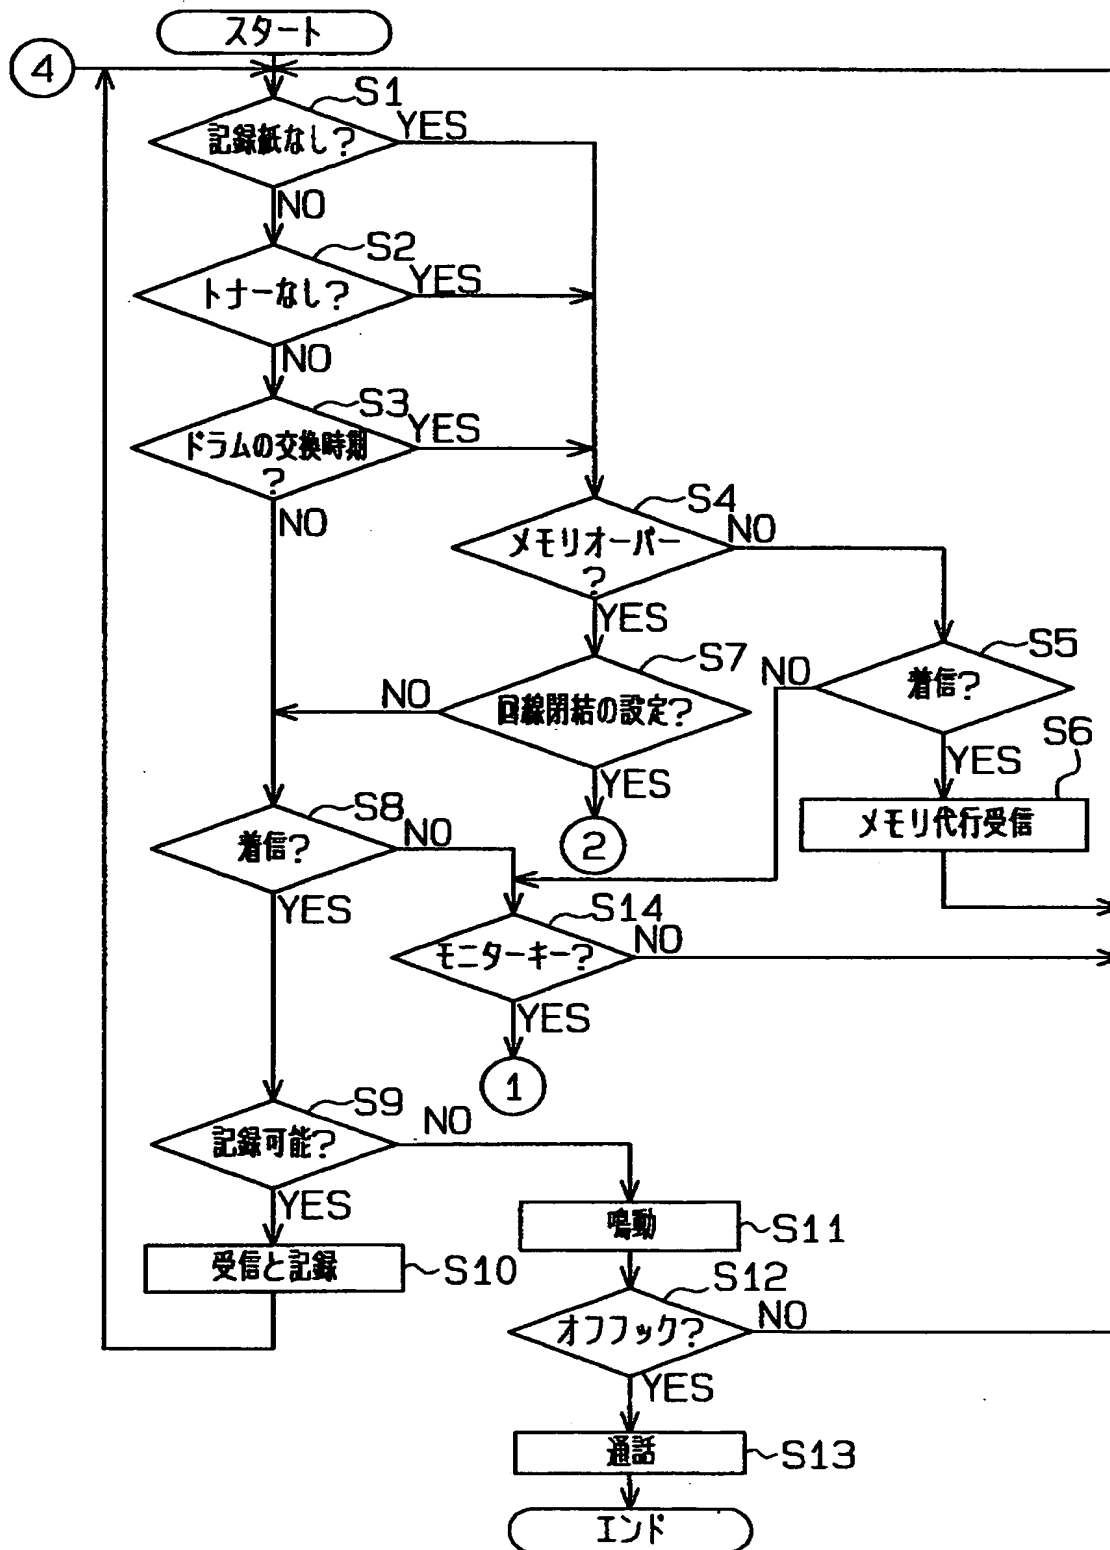 スタート
4
S1
記録紙なし?
YES
NO
S2
トナーなし?
YES
NO
S3
ドラムの交換時期
?
YES
NO
S4
メモリオーバー
?
NO
YES
S5
着信?
NO
YES
S7
回線閉結の設定?
NO
YES
S6
メモリ代行受信
2
S8
着信?
NO
YES
S14
モニターキー?
NO
YES
1
S9
記録可能?
NO
YES
S11
鳴動
S10
受信と記録
S12
オフフック?
NO
YES
通話
S13
エンド